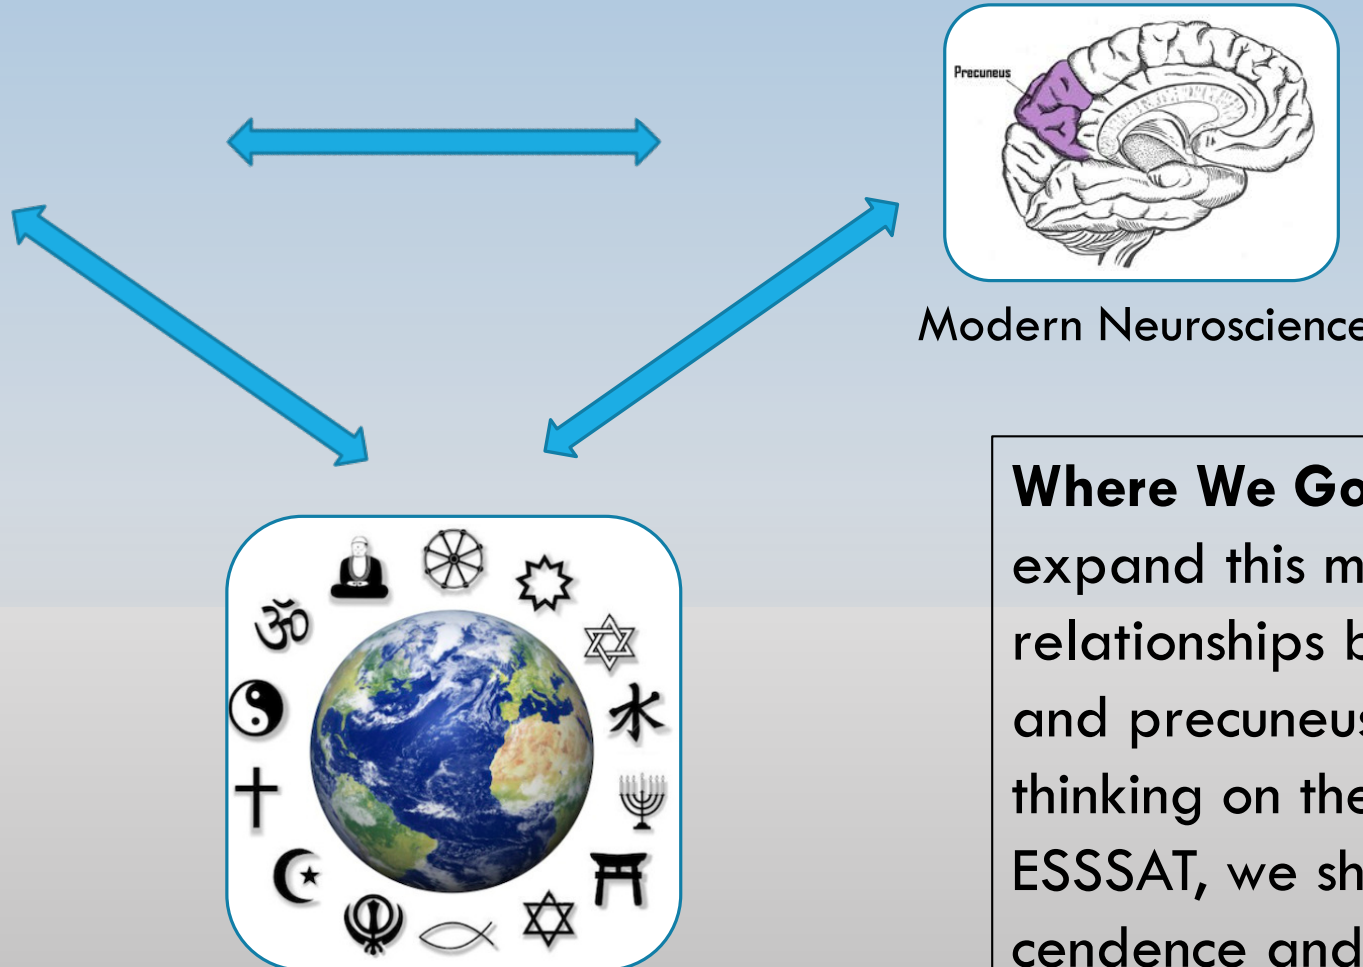 Precuneus
Modern Neuroscience
Where We Go
expand this m
relationships b
and precuneus
thinking on the
ESSSAT, we sh
cendence and
ॐ
水